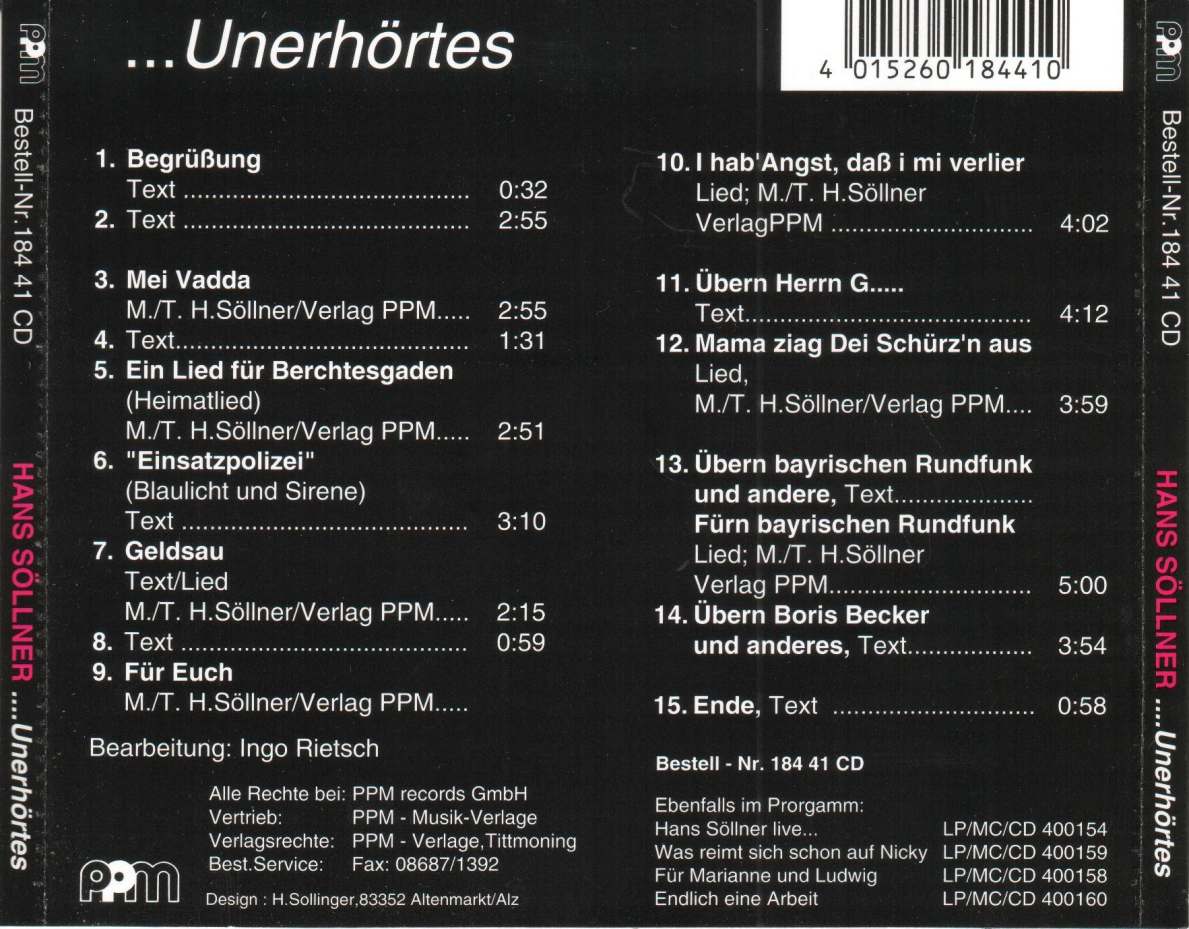 ...Unerhörtes
4 015260 184410
1. Begrüßung
Text ......................................... 0:32
2. Text ......................................... 2:55
3. Mei Vadda
M./T. H.Söllner/Verlag PPM..... 2:55
4. Text.......................................... 1:31
5. Ein Lied für Berchtesgaden
(Heimatlied)
M./T. H.Söllner/Verlag PPM..... 2:51
6. "Einsatzpolizei"
(Blaulicht und Sirene)
Text ......................................... 3:10
7. Geldsau
Text/Lied
M./T. H.Söllner/Verlag PPM..... 2:15
8. Text ......................................... 0:59
9. Für Euch
M./T. H.Söllner/Verlag PPM.....
Bearbeitung: Ingo Rietsch
Alle Rechte bei: PPM records GmbH
Vertrieb: PPM - Musik-Verlage
Verlagsrechte: PPM - Verlage,Tittmoning
Best.Service: Fax: 08687/1392
ppm
Design : H.Sollinger,83352 Altenmarkt/Alz
10. I hab'Angst, daß i mi verlier
Lied; M./T. H.Söllner
VerlagPPM ............................. 4:02
11. Übern Herrn G.....
Text......................................... 4:12
12. Mama ziag Dei Schürz'n aus
Lied,
M./T. H.Söllner/Verlag PPM.... 3:59
13. Übern bayrischen Rundfunk
und andere, Text....................
Fürn bayrischen Rundfunk
Lied; M./T. H.Söllner
Verlag PPM............................. 5:00
14. Übern Boris Becker
und anderes, Text.................. 3:54
15. Ende, Text ............................. 0:58
Bestell - Nr. 184 41 CD
Ebenfalls im Prorgamm:
Hans Söllner live... LP/MC/CD 400154
Was reimt sich schon auf Nicky LP/MC/CD 400159
Für Marianne und Ludwig LP/MC/CD 400158
Endlich eine Arbeit LP/MC/CD 400160
ppm Bestell-Nr.184 41 CD HANS SÖLLNER ....Unerhörtes
ppm Bestell-Nr.184 41 CD HANS SÖLLNER ....Unerhörtes